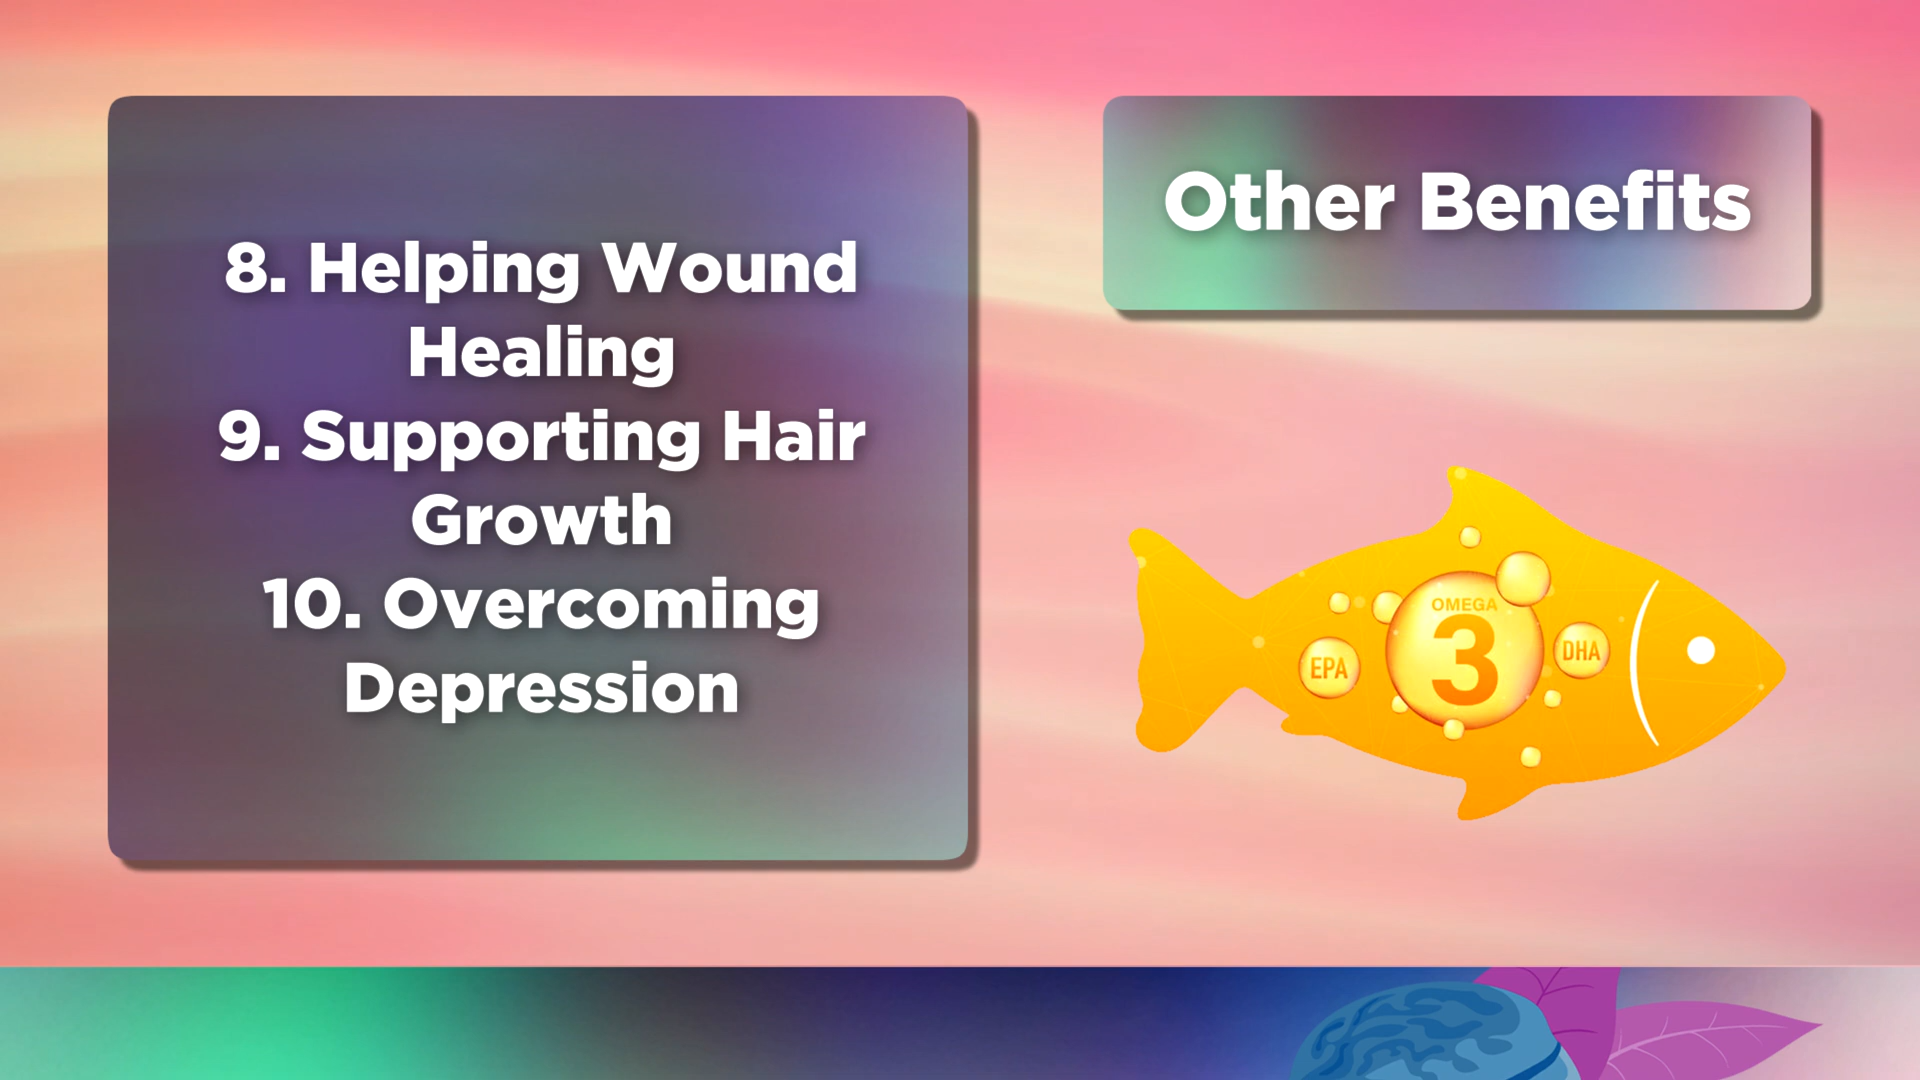 8. Helping Wound
Healing
9. Supporting Hair
Growth
10. Overcoming
Depression
Other Benefits
OMEGA
3
EPA
DHA